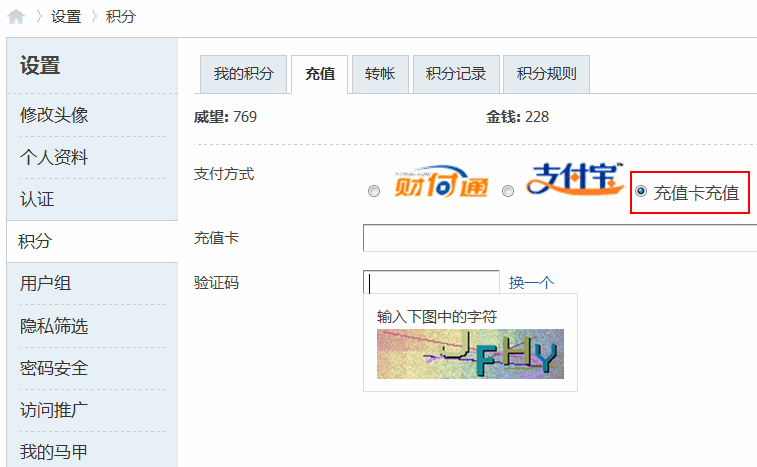 设置 积分
设置
修改头像
个人资料
认证
积分
用户组
隐私筛选
密码安全
访问推广
我的马甲
我的积分 充值 转帐 积分记录 积分规则
威望: 769 金钱: 228
支付方式 财付通 支付宝™ 充值卡充值
充值卡
验证码 换一个
输入下图中的字符
JFHY